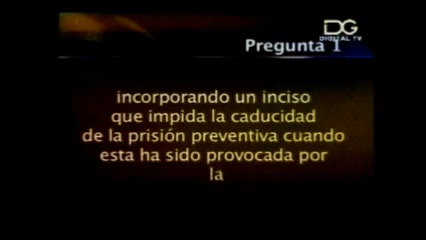 DG
DIGITAL TV
Pregunta 1
incorporando un inciso
que impida la caducidad
de la prisión preventiva cuando
esta ha sido provocada por
la